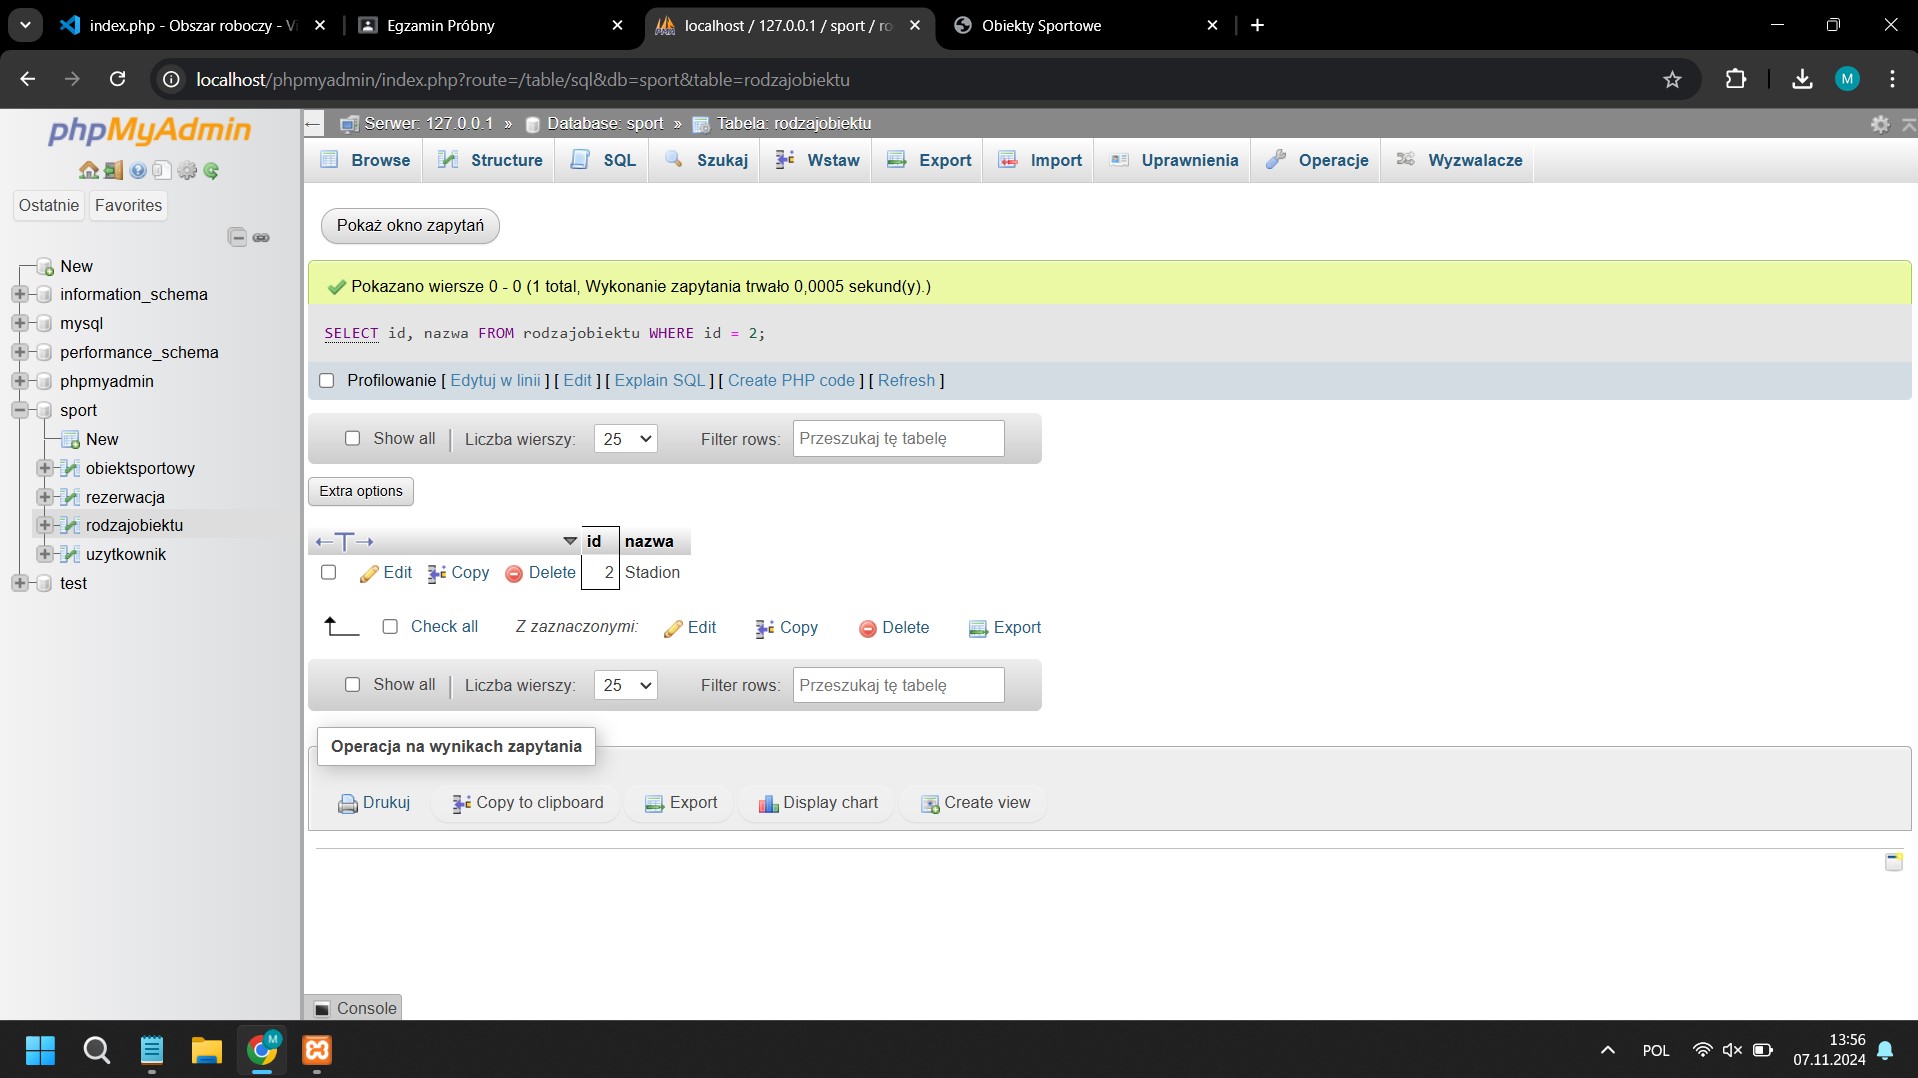 index.php - Obszar roboczy - Vi
Egzamin Próbny
localhost / 127.0.0.1 / sport / ro
Obiekty Sportowe
localhost/phpmyadmin/index.php?route=/table/sql&db=sport&table=rodzajobiektu
M
phpMyAdmin
Ostatnie Favorites
New
information_schema
mysql
performance_schema
phpmyadmin
sport
New
obiektsportowy
rezerwacja
rodzajobiektu
uzytkownik
test
Serwer: 127.0.0.1 » Database: sport » Tabela: rodzajobiektu
Browse Structure SQL Szukaj Wstaw Export Import Uprawnienia Operacje Wyzwalacze
Pokaż okno zapytań
Pokazano wiersze 0 - 0 (1 total, Wykonanie zapytania trwało 0,0005 sekund(y).)
SELECT id, nazwa FROM rodzajobiektu WHERE id = 2;
Profilowanie [ Edytuj w linii ] [ Edit ] [ Explain SQL ] [ Create PHP code ] [ Refresh ]
Show all Liczba wierszy: 25 Filter rows: Przeszukaj tę tabelę
Extra options
←T→ id nazwa
Edit Copy Delete 2 Stadion
Check all Z zaznaczonymi: Edit Copy Delete Export
Show all Liczba wierszy: 25 Filter rows: Przeszukaj tę tabelę
Operacja na wynikach zapytania
Drukuj Copy to clipboard Export Display chart Create view
Console
M
POL
13:56
07.11.2024